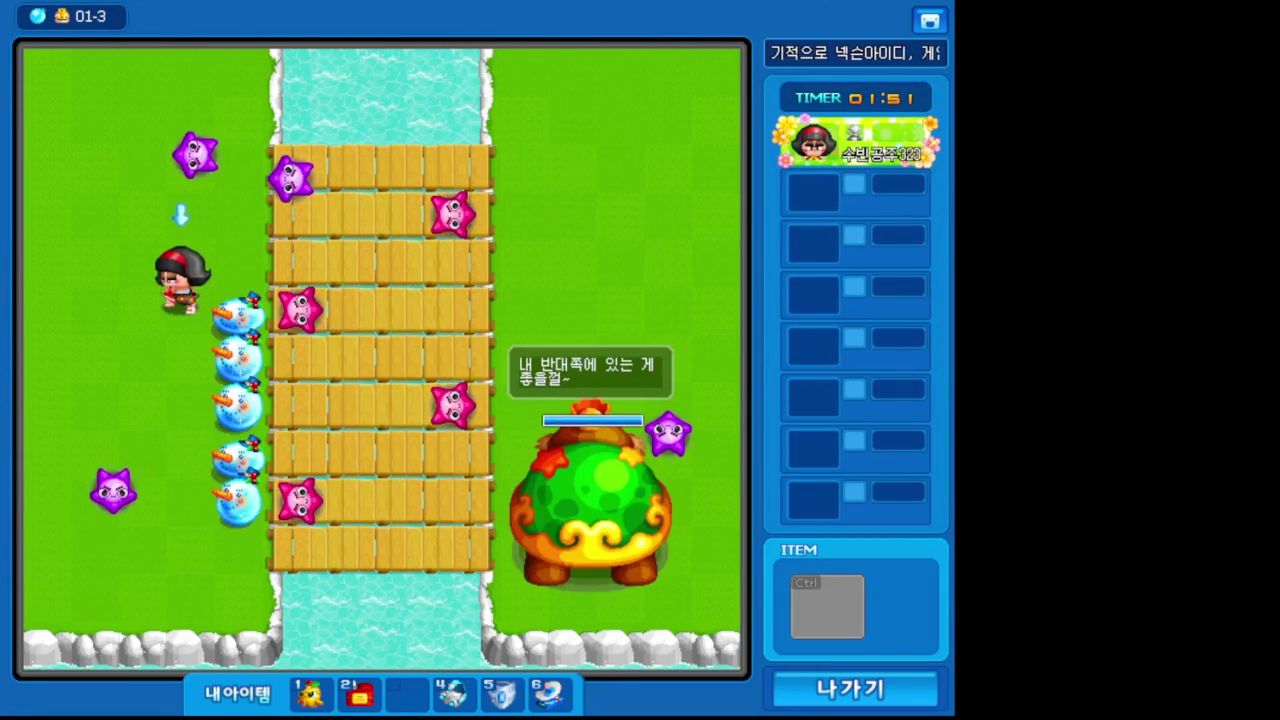 01-3
기적으로 넥슨아이디, 게
TIMER 01:51
수빈공주323
내 반대쪽에 있는 게
좋을껄~
ITEM
Ctrl
내아이템
1
2
4
5
6
나가기